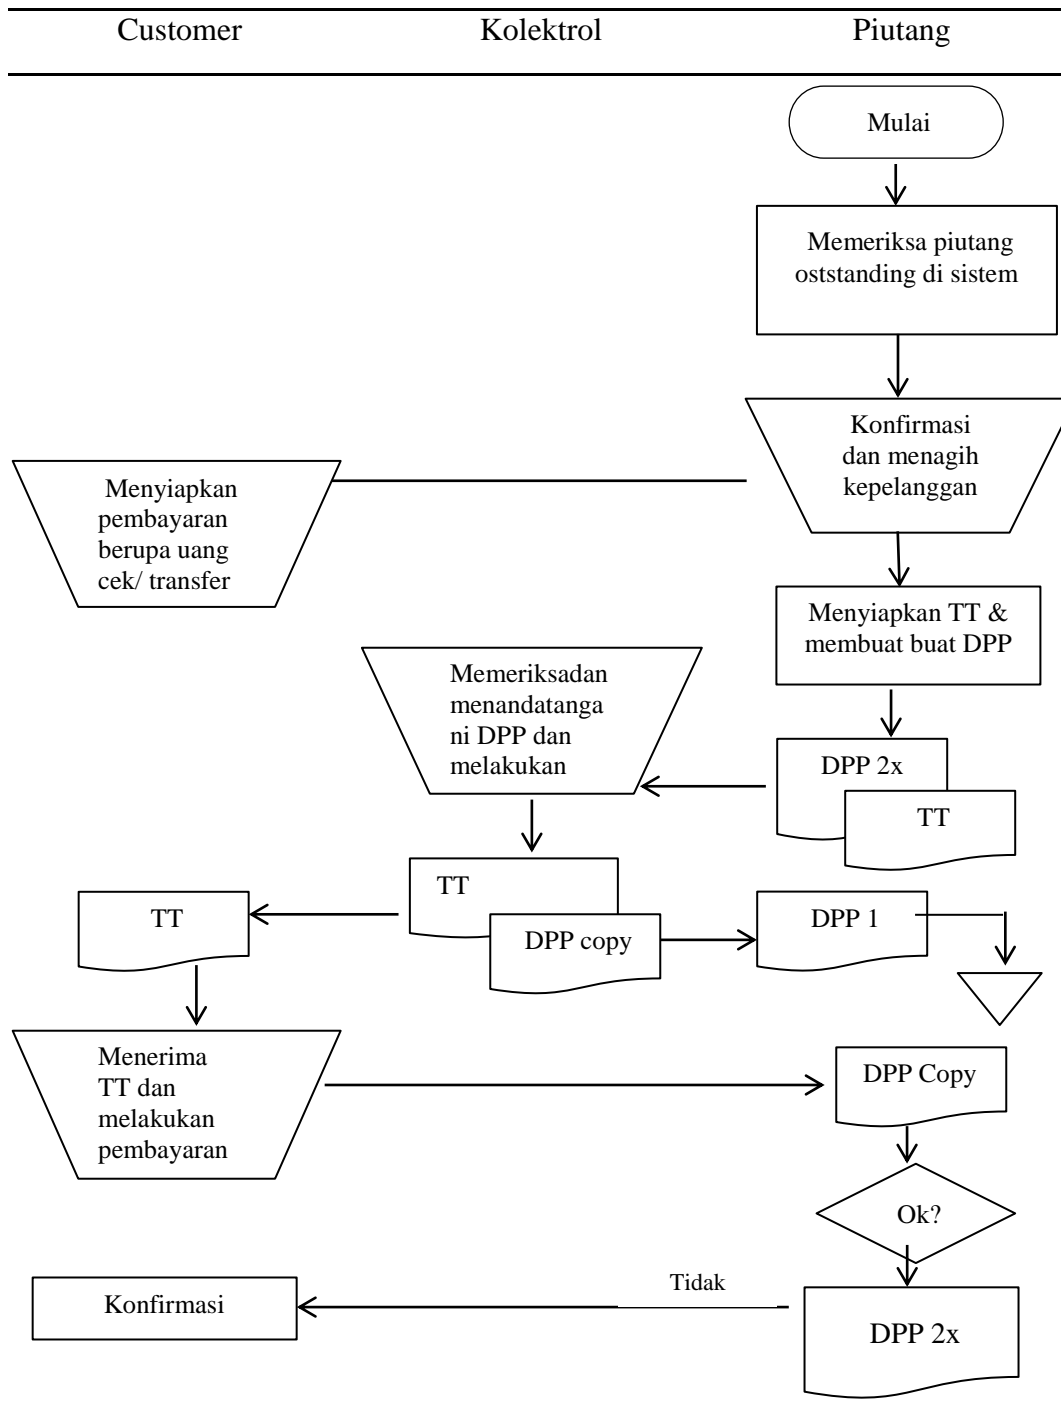 Customer
Kolektrol
Piutang
Mulai
Memeriksa piutang
oststanding di sistem
Konfirmasi
dan menagih
kepelanggan
Menyiapkan
pembayaran
berupa uang
cek/ transfer
Menyiapkan TT &
membuat buat DPP
Memeriksadan
menandatanga
ni DPP dan
melakukan
DPP 2x
TT
TT
DPP copy
TT
DPP 1
Menerima
TT dan
melakukan
pembayaran
DPP Copy
Ok?
Tidak
Konfirmasi
DPP 2x